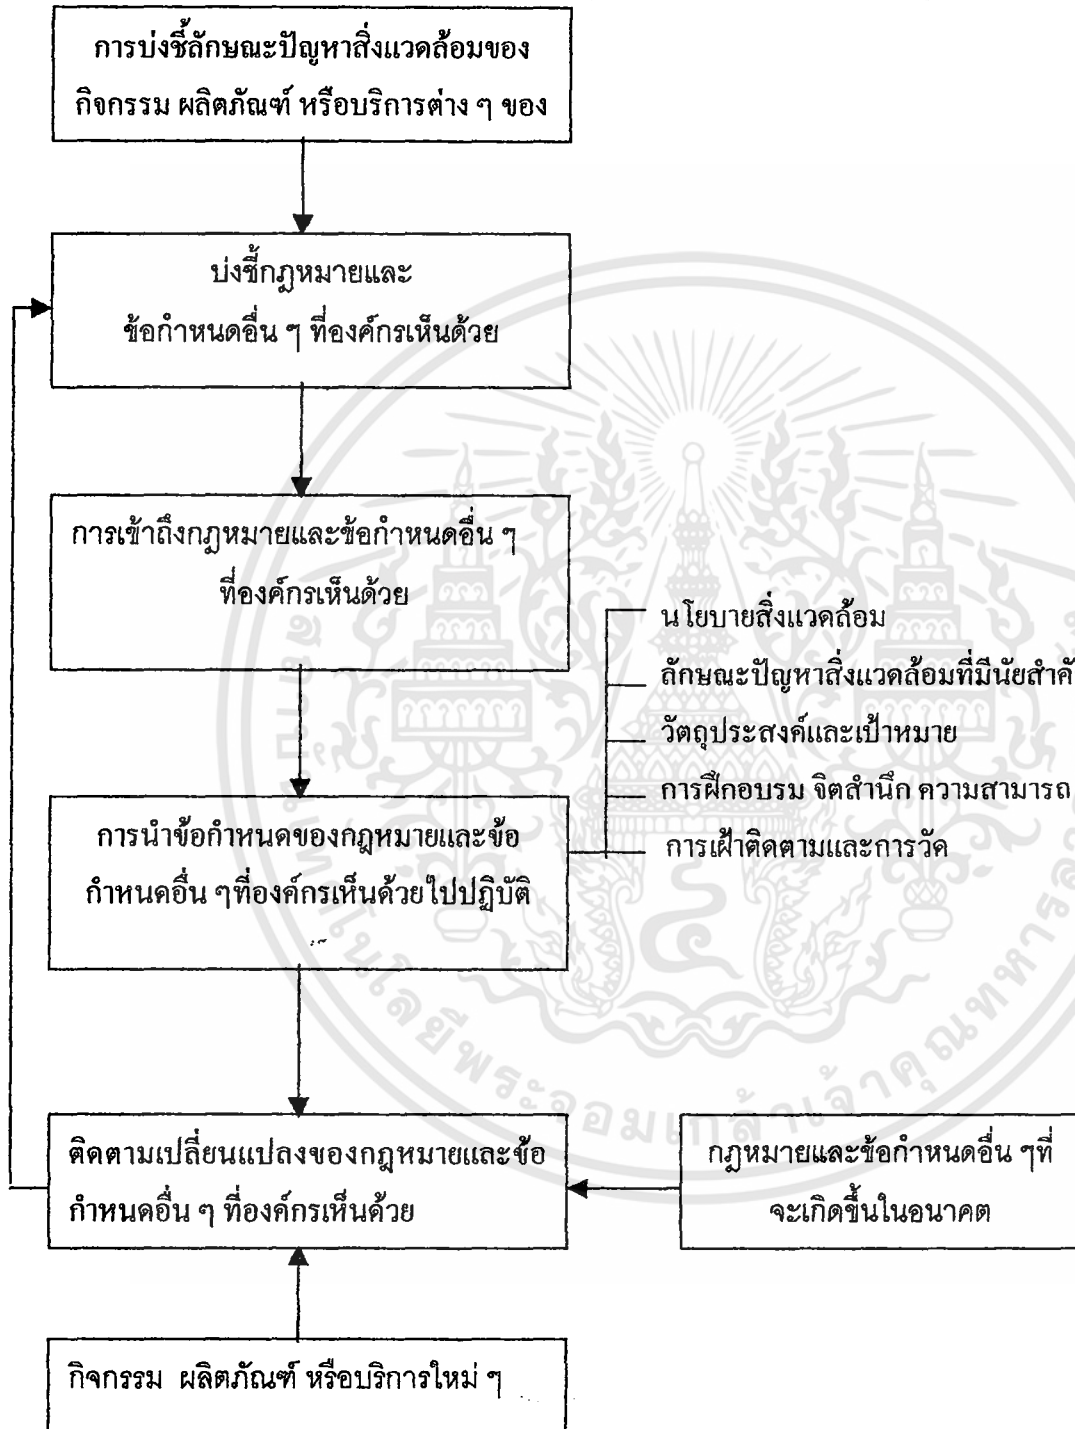 การบ่งชี้ลักษณะปัญหาสิ่งแวดล้อมของ
กิจกรรม ผลิตภัณฑ์ หรือบริการต่าง ๆ ของ
บ่งชี้กฎหมายและ
ข้อกำหนดอื่น ๆ ที่องค์กรเห็นด้วย
การเข้าถึงกฎหมายและข้อกำหนดอื่น ๆ
ที่องค์กรเห็นด้วย
นโยบายสิ่งแวดล้อม
ลักษณะปัญหาสิ่งแวดล้อมที่มีนัยสำคั
วัตถุประสงค์และเป้าหมาย
การฝึกอบรม จิตสำนึก ความสามารถ
การเฝ้าติดตามและการวัด
การนำข้อกำหนดของกฎหมายและข้อ
กำหนดอื่น ๆที่องค์กรเห็นด้วยไปปฏิบัติ
ติดตามเปลี่ยนแปลงของกฎหมายและข้อ
กำหนดอื่น ๆ ที่องค์กรเห็นด้วย
กฎหมายและข้อกำหนดอื่น ๆที่
จะเกิดขึ้นในอนาคต
กิจกรรม ผลิตภัณฑ์ หรือบริการใหม่ ๆ
พระจอมเกล้าเจ้าคุณทหาร